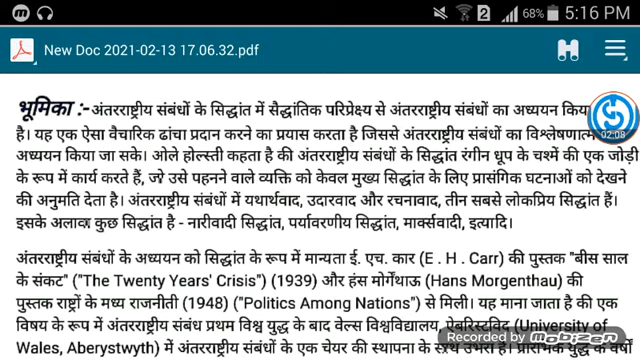 68% 5:16 PM
New Doc 2021-02-13 17.06.32.pdf
भूमिका :- अंतरराष्ट्रीय संबंधों के सिद्धांत में सैद्धांतिक परिप्रेक्ष्य से अंतरराष्ट्रीय संबंधों का अध्ययन किया
है। यह एक ऐसा वैचारिक ढांचा प्रदान करने का प्रयास करता है जिससे अंतरराष्ट्रीय संबंधों का विश्लेषणात्म
02:08
अध्ययन किया जा सके। ओले होल्स्ती कहता है की अंतरराष्ट्रीय संबंधों के सिद्धांत रंगीन धूप के चश्में की एक जोड़ी
के रूप में कार्य करते हैं, जो उसे पहनने वाले व्यक्ति को केवल मुख्य सिद्धांत के लिए प्रासंगिक घटनाओं को देखने
की अनुमति देता है। अंतरराष्ट्रीय संबंधों में यथार्थवाद, उदारवाद और रचनावाद, तीन सबसे लोकप्रिय सिद्धांत हैं।
इसके अलावा कुछ सिद्धांत है - नारीवादी सिद्धांत, पर्यावरणीय सिद्धांत, मार्क्सवादी, इत्यादि।
अंतरराष्ट्रीय संबंधों के अध्ययन को सिद्धांत के रूप में मान्यता ई. एच. कार (E . H . Carr) की पुस्तक "बीस साल
के संकट" ("The Twenty Years' Crisis) (1939) और हंस मोर्गेंथाऊ (Hans Morgenthau) की
पुस्तक राष्ट्रों के मध्य राजनीती (1948) ("Politics Among Nations") से मिली। यह माना जाता है की एक
विषय के रूप में अंतरराष्ट्रीय संबंध प्रथम विश्व युद्ध के बाद वेल्स विश्वविद्यालय, ऐबरिस्टविद (University of
Wales, Aberystwyth) में अंतरराष्ट्रीय संबंधों के एक चेयर की स्थापना के साथ उभरा है। प्रारंभिक युद्ध के वर्षों
Recorded by mobizen